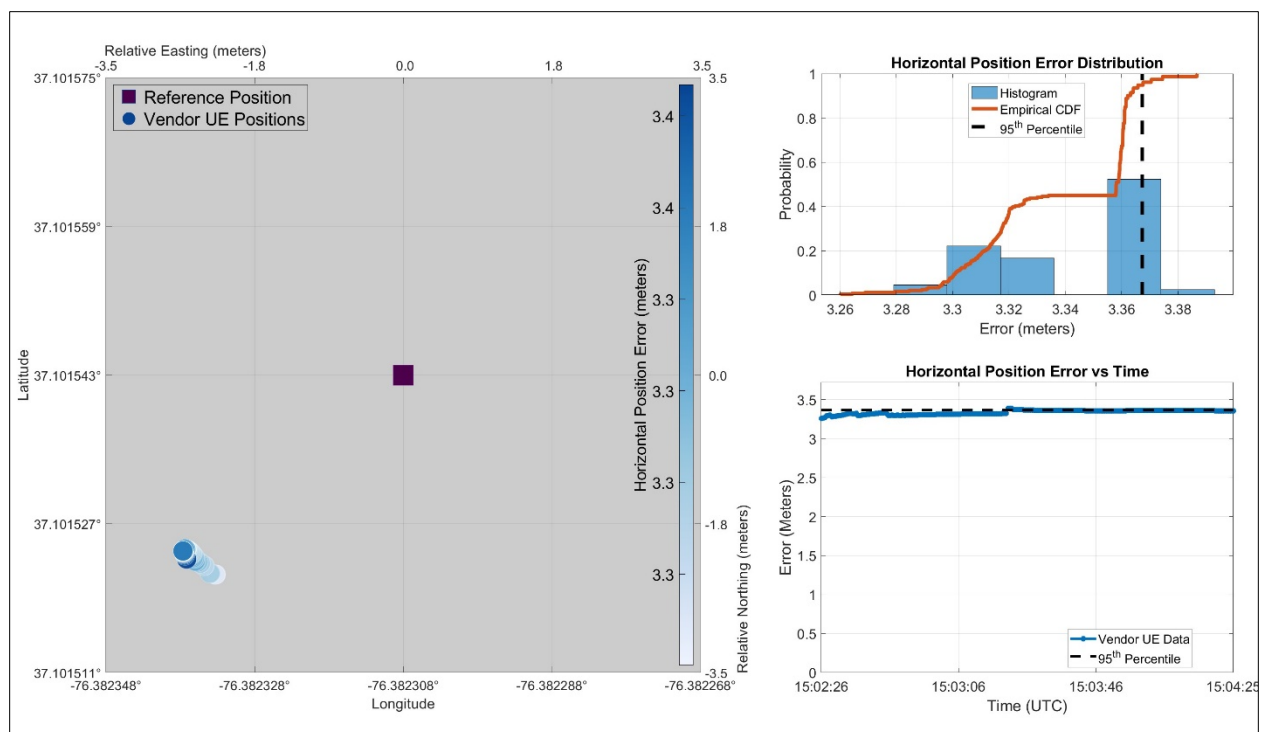 Relative Easting (meters)
-3.5
-1.8
0.0
1.8
3.5
37.101575°
37.101559°
37.101543°
37.101527°
37.101511°
Latitude
Reference Position
Vendor UE Positions
-76.382348°
-76.382328°
-76.382308°
-76.382288°
-76.382268°
Longitude
Horizontal Position Error (meters)
3.4
3.4
3.3
3.3
3.3
3.3
3.5
1.8
0.0
-1.8
-3.5
Relative Northing (meters)
Horizontal Position Error Distribution
Histogram
Empirical CDF
95th Percentile
Probability
1
0.8
0.6
0.4
0.2
0
3.26
3.28
3.3
3.32
3.34
3.36
3.38
Error (meters)
Horizontal Position Error vs Time
Error (Meters)
3.5
3
2.5
2
1.5
1
0.5
0
Vendor UE Data
95th Percentile
15:02:26
15:03:06
15:03:46
15:04:25
Time (UTC)